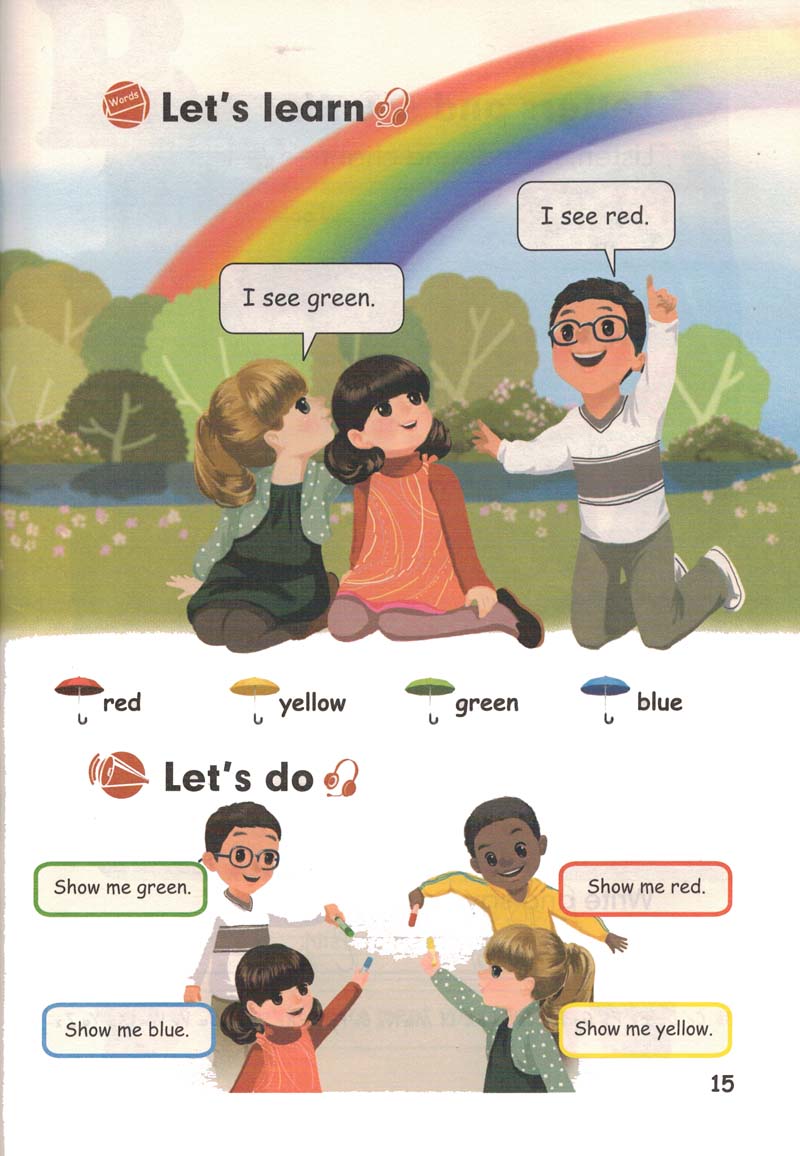 Words
Let's learn
I see red.
I see green.
red
yellow
green
blue
Let's do
Show me green.
Show me red.
Show me blue.
Show me yellow.
15